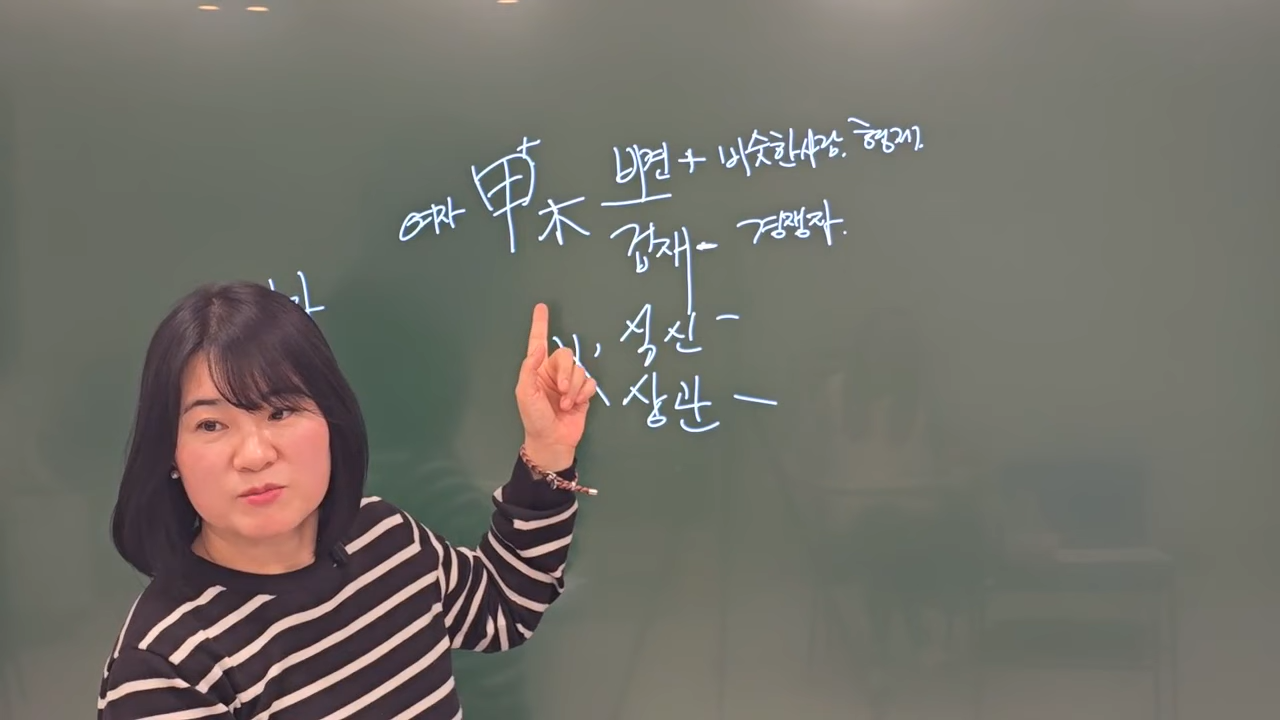 여자 甲+木 비견 + 비슷한사람. 형제.
겁재 - 경쟁자.
식신 -
상관 -